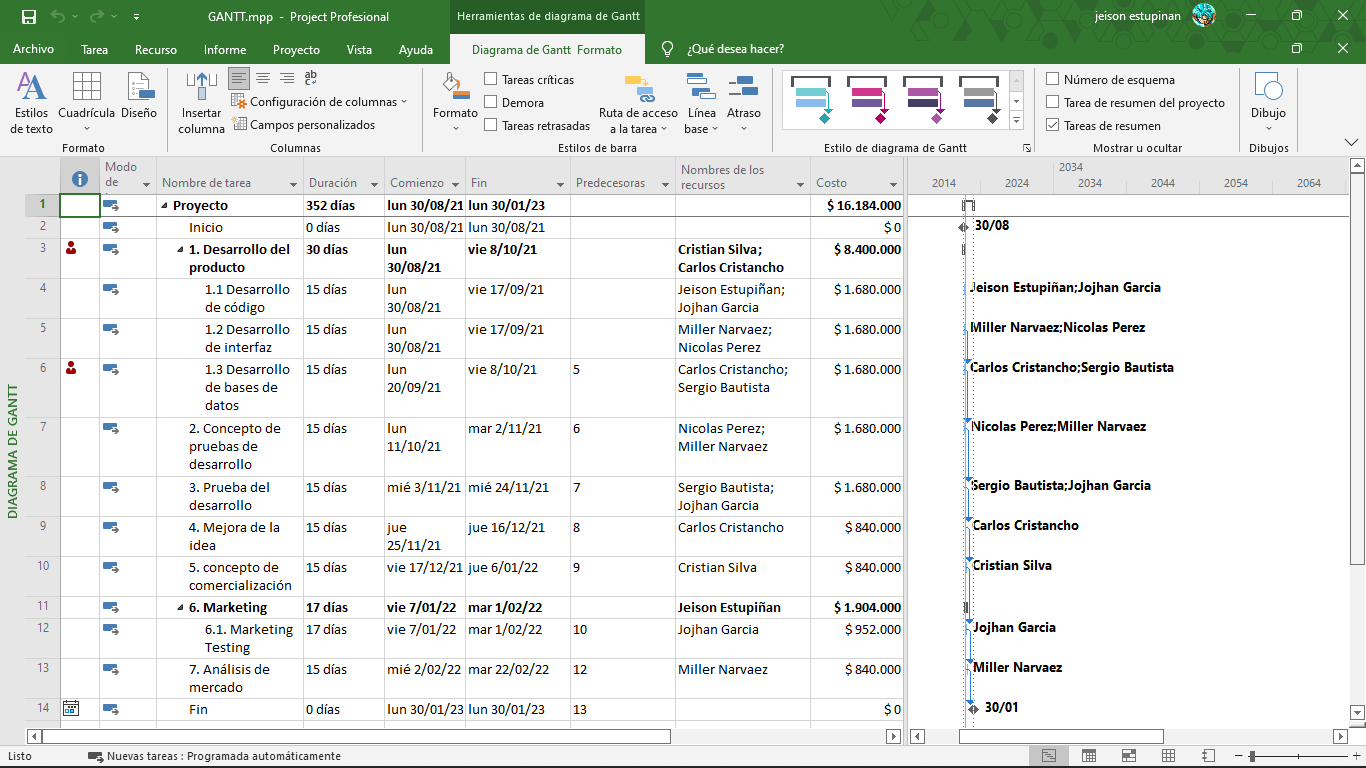 GANTT.mpp - Project Profesional
Herramientas de diagrama de Gantt
jeison estupinan
Archivo Tarea Recurso Informe Proyecto Vista Ayuda Diagrama de Gantt Formato ¿Qué desea hacer?
Estilos de texto
Cuadrícula
Diseño
Formato
Insertar columna
ab
c
Configuración de columnas
Campos personalizados
Columnas
Formato
Tareas críticas
Demora
Tareas retrasadas
Ruta de acceso a la tarea
Línea base
Atraso
Estilos de barra
Estilo de diagrama de Gantt
Número de esquema
Tarea de resumen del proyecto
Tareas de resumen
Mostrar u ocultar
Dibujo
Dibujos
DIAGRAMA DE GANTT
Modo de
Nombre de tarea
Duración
Comienzo
Fin
Predecesoras
Nombres de los recursos
Costo
2034
2014 2024 2034 2044 2054 2064
1 Proyecto 352 días lun 30/08/21 lun 30/01/23 $ 16.184.000
2 Inicio 0 días lun 30/08/21 lun 30/08/21 $ 0 30/08
3 1. Desarrollo del producto 30 días lun 30/08/21 vie 8/10/21 Cristian Silva; Carlos Cristancho $ 8.400.000
4 1.1 Desarrollo de código 15 días lun 30/08/21 vie 17/09/21 Jeison Estupiñan; Jojhan Garcia $ 1.680.000 Jeison Estupiñan;Jojhan Garcia
5 1.2 Desarrollo de interfaz 15 días lun 30/08/21 vie 17/09/21 Miller Narvaez; Nicolas Perez $ 1.680.000 Miller Narvaez;Nicolas Perez
6 1.3 Desarrollo de bases de datos 15 días lun 20/09/21 vie 8/10/21 5 Carlos Cristancho; Sergio Bautista $ 1.680.000 Carlos Cristancho;Sergio Bautista
7 2. Concepto de pruebas de desarrollo 15 días lun 11/10/21 mar 2/11/21 6 Nicolas Perez; Miller Narvaez $ 1.680.000 Nicolas Perez;Miller Narvaez
8 3. Prueba del desarrollo 15 días mié 3/11/21 mié 24/11/21 7 Sergio Bautista; Jojhan Garcia $ 1.680.000 Sergio Bautista;Jojhan Garcia
9 4. Mejora de la idea 15 días jue 25/11/21 jue 16/12/21 8 Carlos Cristancho $ 840.000 Carlos Cristancho
10 5. concepto de comercialización 15 días vie 17/12/21 jue 6/01/22 9 Cristian Silva $ 840.000 Cristian Silva
11 6. Marketing 17 días vie 7/01/22 mar 1/02/22 Jeison Estupiñan $ 1.904.000
12 6.1. Marketing Testing 17 días vie 7/01/22 mar 1/02/22 10 Jojhan Garcia $ 952.000 Jojhan Garcia
13 7. Análisis de mercado 15 días mié 2/02/22 mar 22/02/22 12 Miller Narvaez $ 840.000 Miller Narvaez
14 Fin 0 días lun 30/01/23 lun 30/01/23 13 $ 0 30/01
Listo
Nuevas tareas : Programada automáticamente